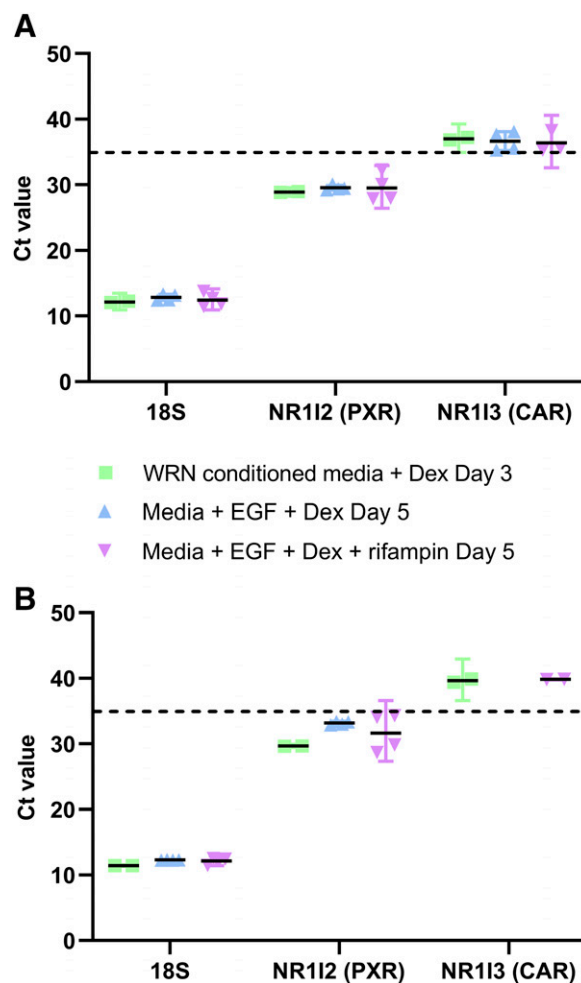 A
50
40
30
20
10
0
Ct value
18S NR1I2 (PXR) NR1I3 (CAR)
WRN conditioned media + Dex Day 3
Media + EGF + Dex Day 5
Media + EGF + Dex + rifampin Day 5
B
50
40
30
20
10
0
Ct value
18S NR1I2 (PXR) NR1I3 (CAR)